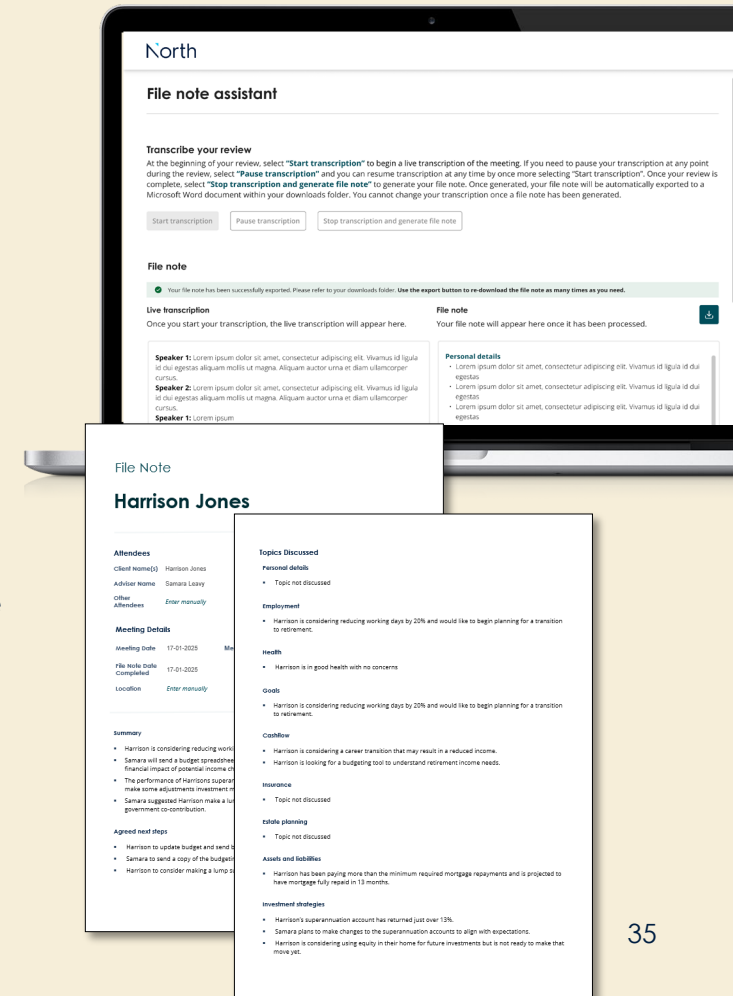 North
File note assistant
Transcribe your review
At the beginning of your review, select "Start transcription" to begin a live transcription of the meeting. If you need to pause your transcription at any point
during the review, select "Pause transcription" and you can resume transcription at any time by once more selecting "Start transcription". Once your review is
complete, select "Stop transcription and generate file note" to generate your file note. Once generated, your file note will be automatically exported to a
Microsoft Word document within your downloads folder. You cannot change your transcription once a file note has been generated.
Start transcription
Pause transcription
Stop transcription and generate file note
File note
Your file note has been successfully exported. Please refer to your downloads folder. Use the export button to re-download the file note as many times as you need.
Live transcription
Once you start your transcription, the live transcription will appear here.
Speaker 1: Lorem ipsum dolor sit amet, consectetur adipiscing elit. Vivamus id ligula
id dui egestas aliquam mollis ut magna. Aliquam auctor urna et diam ullamcorper
cursus.
Speaker 2: Lorem ipsum dolor sit amet, consectetur adipiscing elit. Vivamus id ligula
id dui egestas aliquam mollis ut magna. Aliquam auctor urna et diam ullamcorper
cursus.
Speaker 1: Lorem ipsum
File note
Your file note will appear here once it has been processed.
Personal details
• Lorem ipsum dolor sit amet, consectetur adipiscing elit. Vivamus id ligula id dui
egestas
• Lorem ipsum dolor sit amet, consectetur adipiscing elit. Vivamus id ligula id dui
egestas
• Lorem ipsum dolor sit amet, consectetur adipiscing elit. Vivamus id ligula id dui
egestas
File Note
Harrison Jones
Attendees
Client Name(s) Harrison Jones
Adviser Name Samara Leavy
Other
Attendees Enter manually
Meeting Details
Meeting Date 17-01-2025
File Note Date
Completed 17-01-2025
Location Enter manually
Summary
• Harrison is considering reducing
• Samara will send a budget
financial impact of potential income
• The performance of Harrisons
make some adjustments investment
• Samara suggested Harrison make a
government co-contribution.
Agreed next steps
• Harrison to update budget and send
• Samara to send a copy of the
• Harrison to consider making a lump
Topics Discussed
Personal details
• Topic not discussed
Employment
• Harrison is considering reducing working days by 20% and would like to begin planning for a transition
to retirement.
Health
• Harrison is in good health with no concerns
Goals
• Harrison is considering reducing working days by 20% and would like to begin planning for a transition
to retirement.
Cashflow
• Harrison is considering a career transition that may result in a reduced income.
• Harrison is looking for a budgeting tool to understand retirement income needs.
Insurance
• Topic not discussed
Estate planning
• Topic not discussed
Assets and liabilities
• Harrison has been paying more than the minimum required mortgage repayments and is projected to
have mortgage fully repaid in 13 months.
Investment strategies
• Harrison's superannuation account has returned just over 13%.
• Samara plans to make changes to the superannuation accounts to align with expectations.
• Harrison is considering using equity in their home for future investments but is not ready to make that
move yet.
35